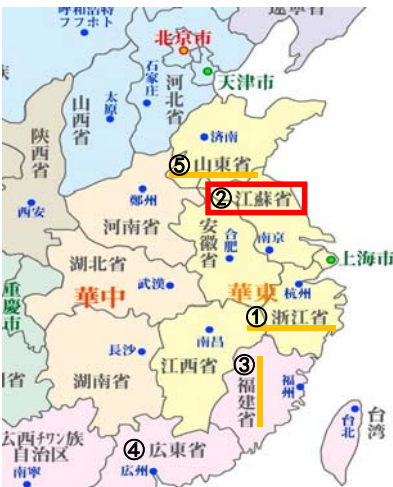 呼和浩特
フフホト
遼寧省
北京市
天津市
石家庄
河北省
山西省
太原
済南
⑤山東省
陝西省
西安
鄭州
河南省
②江蘇省
安徽省
合肥
南京
上海市
湖北省
武漢
華中
華東
杭州
①浙江省
重慶市
長沙
南昌
江西省
湖南省
③
福建省
福州
台湾
台北
広西チワン族
自治区
南寧
④広東省
広州